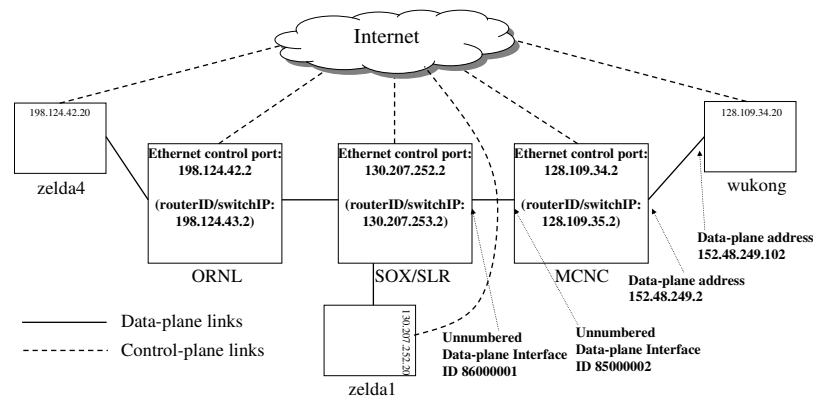 Internet
198.124.42.20
zelda4
Ethernet control port:
198.124.42.2
(routerID/switchIP:
198.124.43.2)
ORNL
Ethernet control port:
130.207.252.2
(routerID/switchIP:
130.207.253.2)
SOX/SLR
Ethernet control port:
128.109.34.2
(routerID/switchIP:
128.109.35.2)
MCNC
128.109.34.20
wukong
Data-plane address
152.48.249.102
Data-plane address
152.48.249.2
130.207.252.20
zelda1
Unnumbered
Data-plane Interface
ID 86000001
Unnumbered
Data-plane Interface
ID 85000002
Data-plane links
Control-plane links